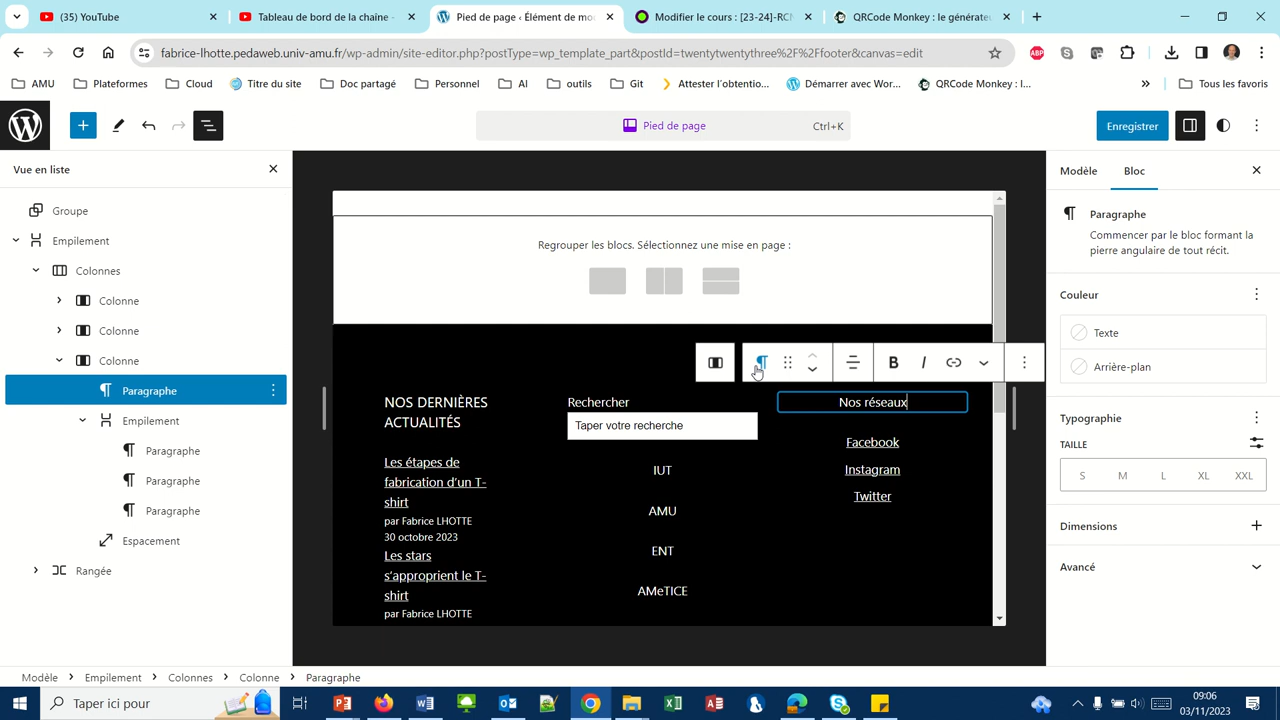 (35) YouTube
Tableau de bord de la chaîne -
Pied de page ‹ Élément de mo
Modifier le cours : [23-24]-RCN
QRCode Monkey : le générateu
fabrice-lhotte.pedaweb.univ-amu.fr/wp-admin/site-editor.php?postType=wp_template_part&postId=twentytwentythree%2F%2Ffooter&canvas=edit
ABP
AMU
Plateformes
Cloud
Titre du site
Doc partagé
Personnel
AI
outils
Git
Attester l'obtentio...
Démarrer avec Wor...
QRCode Monkey : l...
»
Tous les favoris
Pied de page
Ctrl+K
Enregistrer
Vue en liste
Groupe
Empilement
Colonnes
Colonne
Colonne
Colonne
Paragraphe
Empilement
Paragraphe
Paragraphe
Paragraphe
Espacement
Rangée
Regrouper les blocs. Sélectionnez une mise en page :
B I
NOS DERNIÈRES
ACTUALITÉS
Les étapes de
fabrication d'un T-
shirt
par Fabrice LHOTTE
30 octobre 2023
Les stars
s'approprient le T-
shirt
par Fabrice LHOTTE
Rechercher
Taper votre recherche
IUT
AMU
ENT
AMeTICE
Nos réseaux
Facebook
Instagram
Twitter
Modèle
Bloc
Paragraphe
Commencer par le bloc formant la
pierre angulaire de tout récit.
Couleur
Texte
Arrière-plan
Typographie
TAILLE
S M L XL XXL
Dimensions
Avancé
Modèle > Empilement > Colonnes > Colonne > Paragraphe
Taper ici pour
09:06
03/11/2023